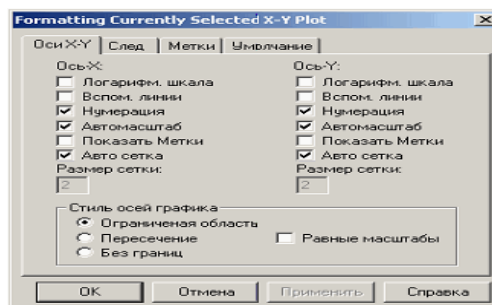 Formatting Currently Selected X-Y Plot
Оси X-Y След Метки Умолчание
Ось-X: Ось-Y:
Логарифм. шкала Логарифм. шкала
Вспом. линии Вспом. линии
Нумерация Нумерация
Автомасштаб Автомасштаб
Показать Метки Показать Метки
Авто сетка Авто сетка
Размер сетки: Размер сетки:
2 2
Стиль осей графика
Ограниченая область
Пересечение Равные масштабы
Без границ
OK Отмена Применить Справка